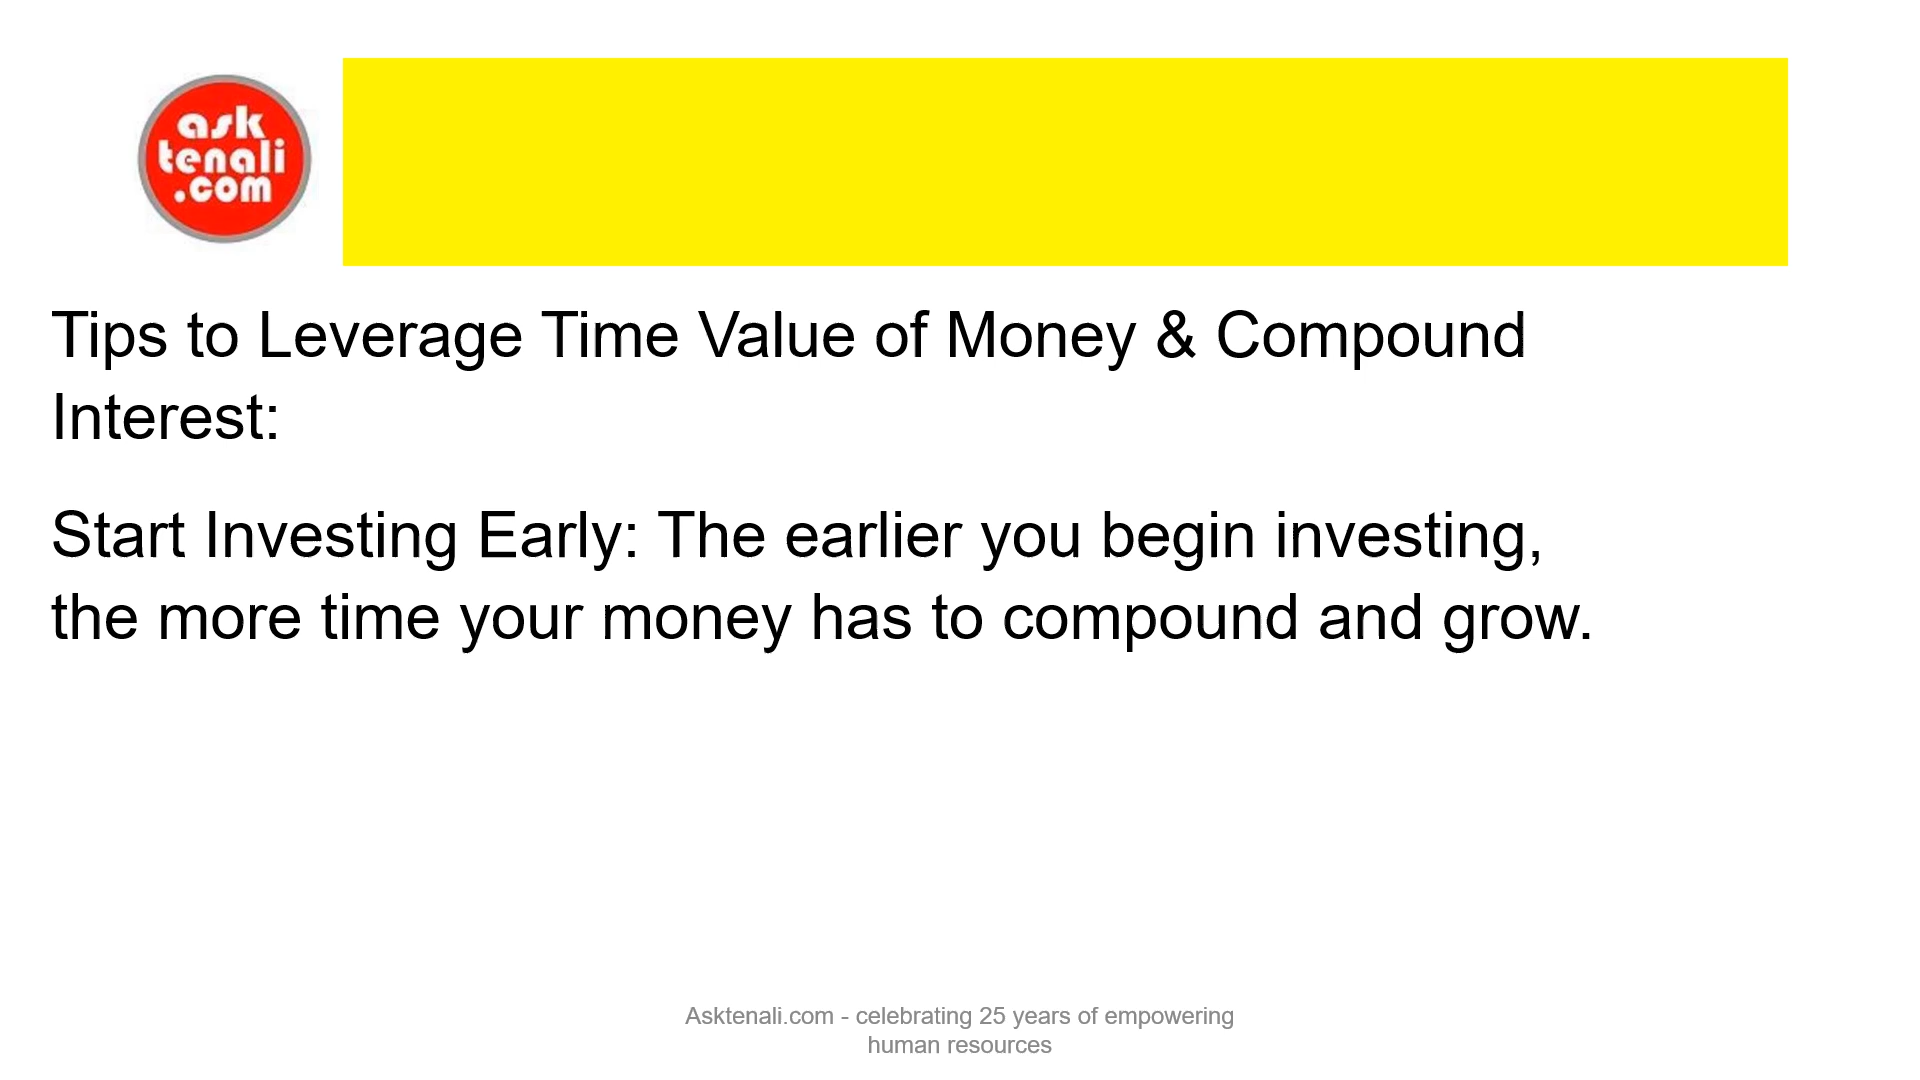 ask
tenali
.com
Tips to Leverage Time Value of Money & Compound
Interest:
Start Investing Early: The earlier you begin investing,
the more time your money has to compound and grow.
Asktenali.com - celebrating 25 years of empowering
human resources